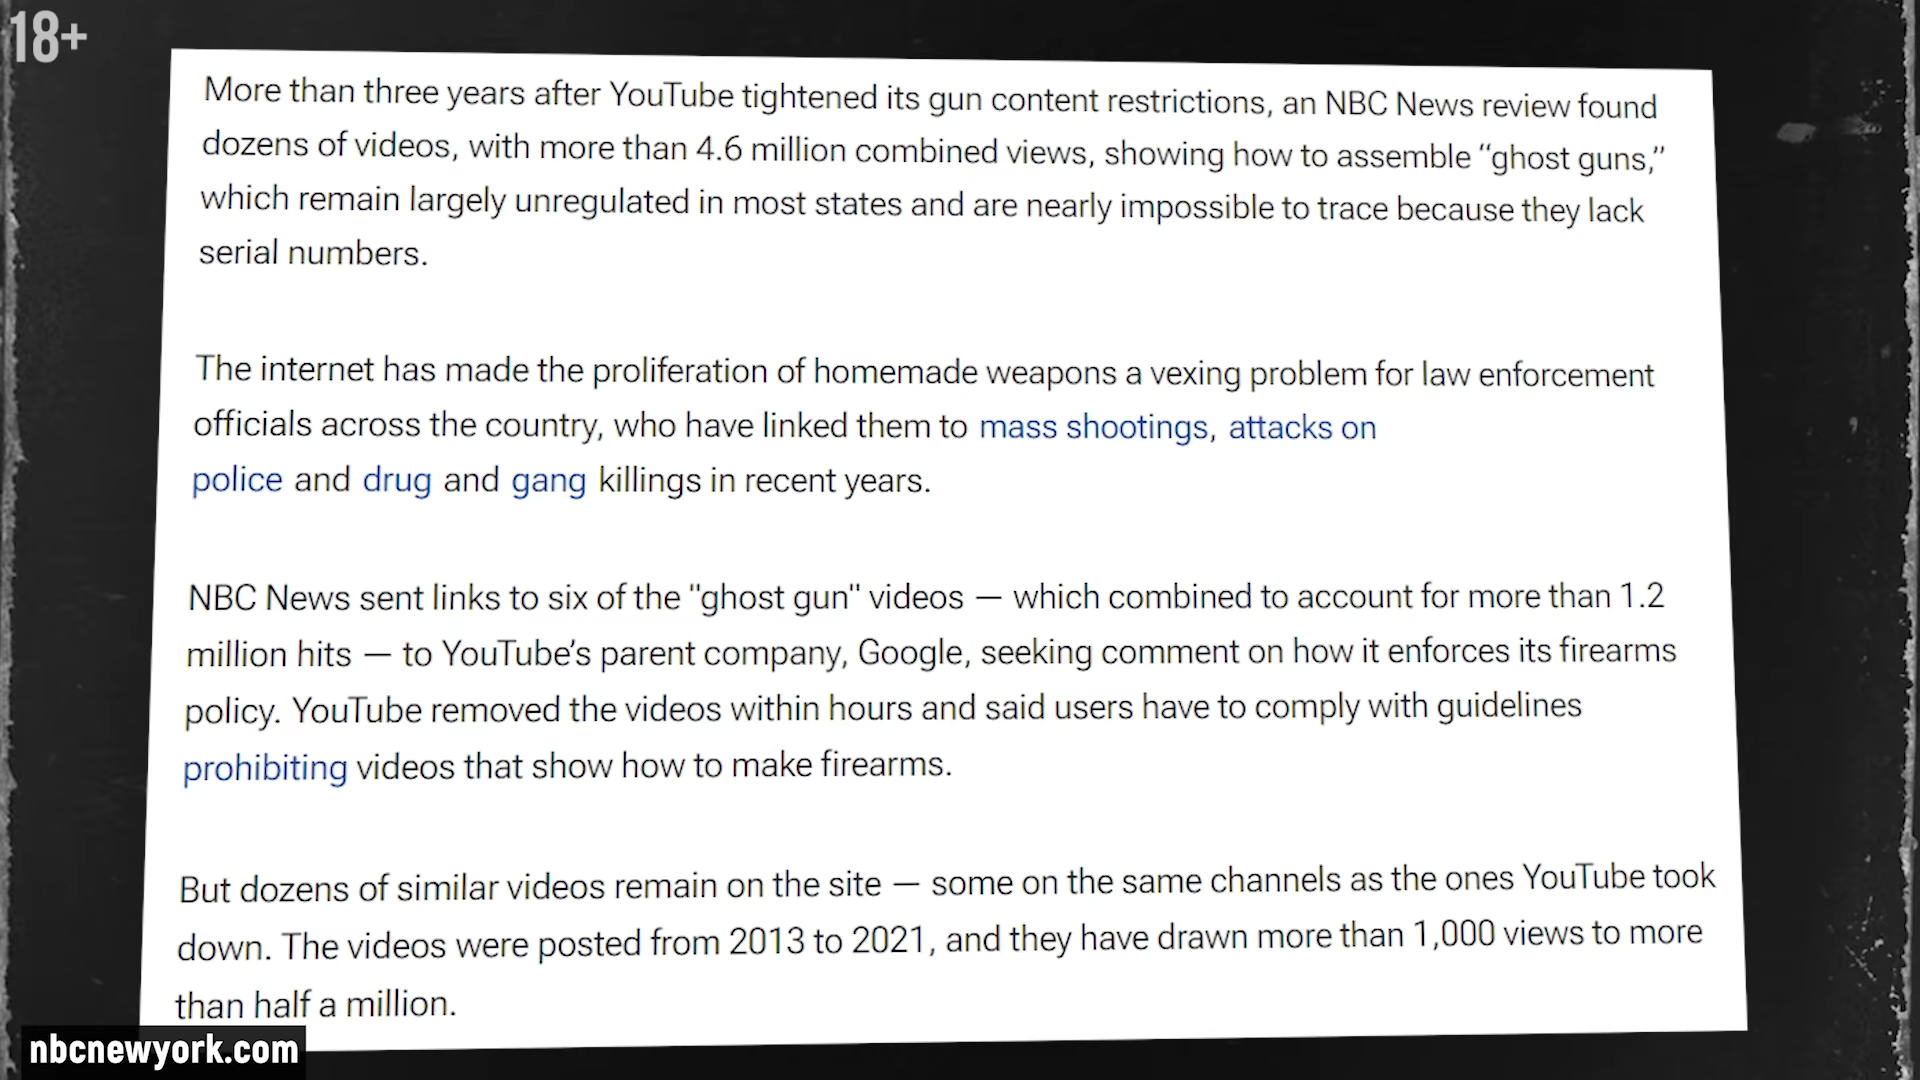 18+
More than three years after YouTube tightened its gun content restrictions, an NBC News review found
dozens of videos, with more than 4.6 million combined views, showing how to assemble “ghost guns,”
which remain largely unregulated in most states and are nearly impossible to trace because they lack
serial numbers.
The internet has made the proliferation of homemade weapons a vexing problem for law enforcement
officials across the country, who have linked them to mass shootings, attacks on
police and drug and gang killings in recent years.
NBC News sent links to six of the "ghost gun" videos — which combined to account for more than 1.2
million hits — to YouTube’s parent company, Google, seeking comment on how it enforces its firearms
policy. YouTube removed the videos within hours and said users have to comply with guidelines
prohibiting videos that show how to make firearms.
But dozens of similar videos remain on the site — some on the same channels as the ones YouTube took
down. The videos were posted from 2013 to 2021, and they have drawn more than 1,000 views to more
than half a million.
nbcnewyork.com